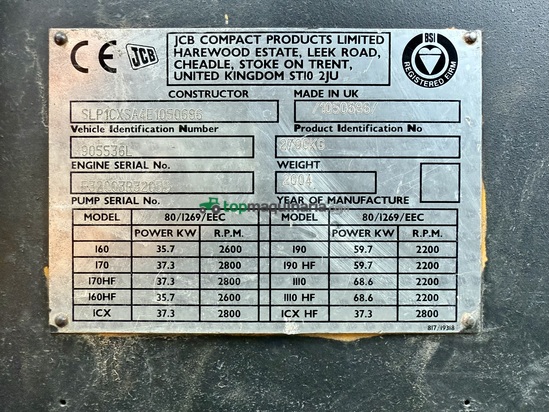 CE JCB
JCB COMPACT PRODUCTS LIMITED
HAREWOOD ESTATE, LEEK ROAD,
CHEADLE, STOKE ON TRENT,
UNITED KINGDOM ST10 2JU
BSI
REGISTERED FIRM
CONSTRUCTOR MADE IN UK
SLP1CXSA4E1050686
Vehicle Identification Number Product Identification No
2790KG
ENGINE SERIAL No. WEIGHT
2004
PUMP SERIAL No. YEAR OF MANUFACTURE
topmaquinaria
MODEL 80/1269/EEC MODEL 80/1269/EEC
POWER KW R.P.M. POWER KW R.P.M.
160 35.7 2600 190 59.7 2200
170 37.3 2800 190 HF 59.7 2200
170HF 37.3 2800 1110 68.6 2200
160HF 35.7 2600 1110 HF 68.6 2200
1CX 37.3 2800 1CX HF 37.3 2800